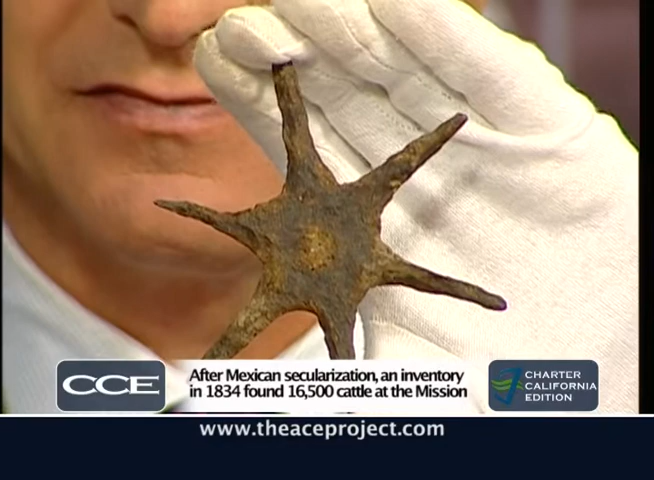 CCE
After Mexican secularization, an inventory
in 1834 found 16,500 cattle at the Mission
CHARTER
CALIFORNIA
EDITION
www.theaceproject.com